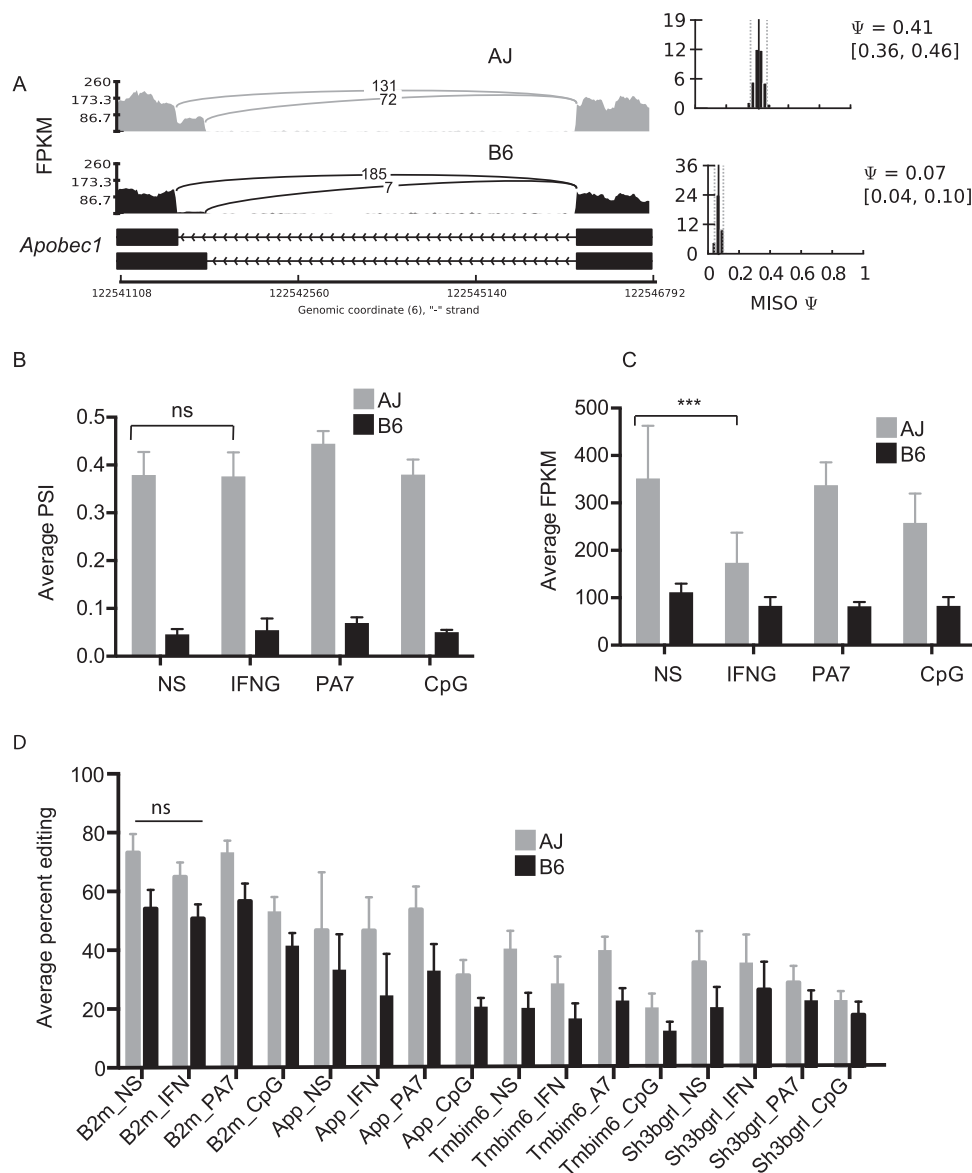 A
AJ
FPKM
260
173.3
86.7
131
72
B6
260
173.3
86.7
185
7
Apobec1
122541108
122542560
122545140
122546792
Genomic coordinate (6), "-" strand
19
12
6
0
Ψ = 0.41
[0.36, 0.46]
36
24
12
0
Ψ = 0.07
[0.04, 0.10]
0 0.2 0.4 0.6 0.8 1
MISO Ψ
B
Average PSI
0.5
0.4
0.3
0.2
0.1
0.0
ns
AJ
B6
NS IFNG PA7 CpG
C
Average FPKM
500
400
300
200
100
0
***
AJ
B6
NS IFNG PA7 CpG
D
Average percent editing
100
80
60
40
20
0
ns
AJ
B6
B2m_NS
B2m_IFN
B2m_PA7
B2m_CpG
App_NS
App_IFN
App_PA7
App_CpG
Tmbim6_NS
Tmbim6_IFN
Tmbim6_A7
Tmbim6_CpG
Sh3bgrl_NS
Sh3bgrl_IFN
Sh3bgrl_PA7
Sh3bgrl_CpG